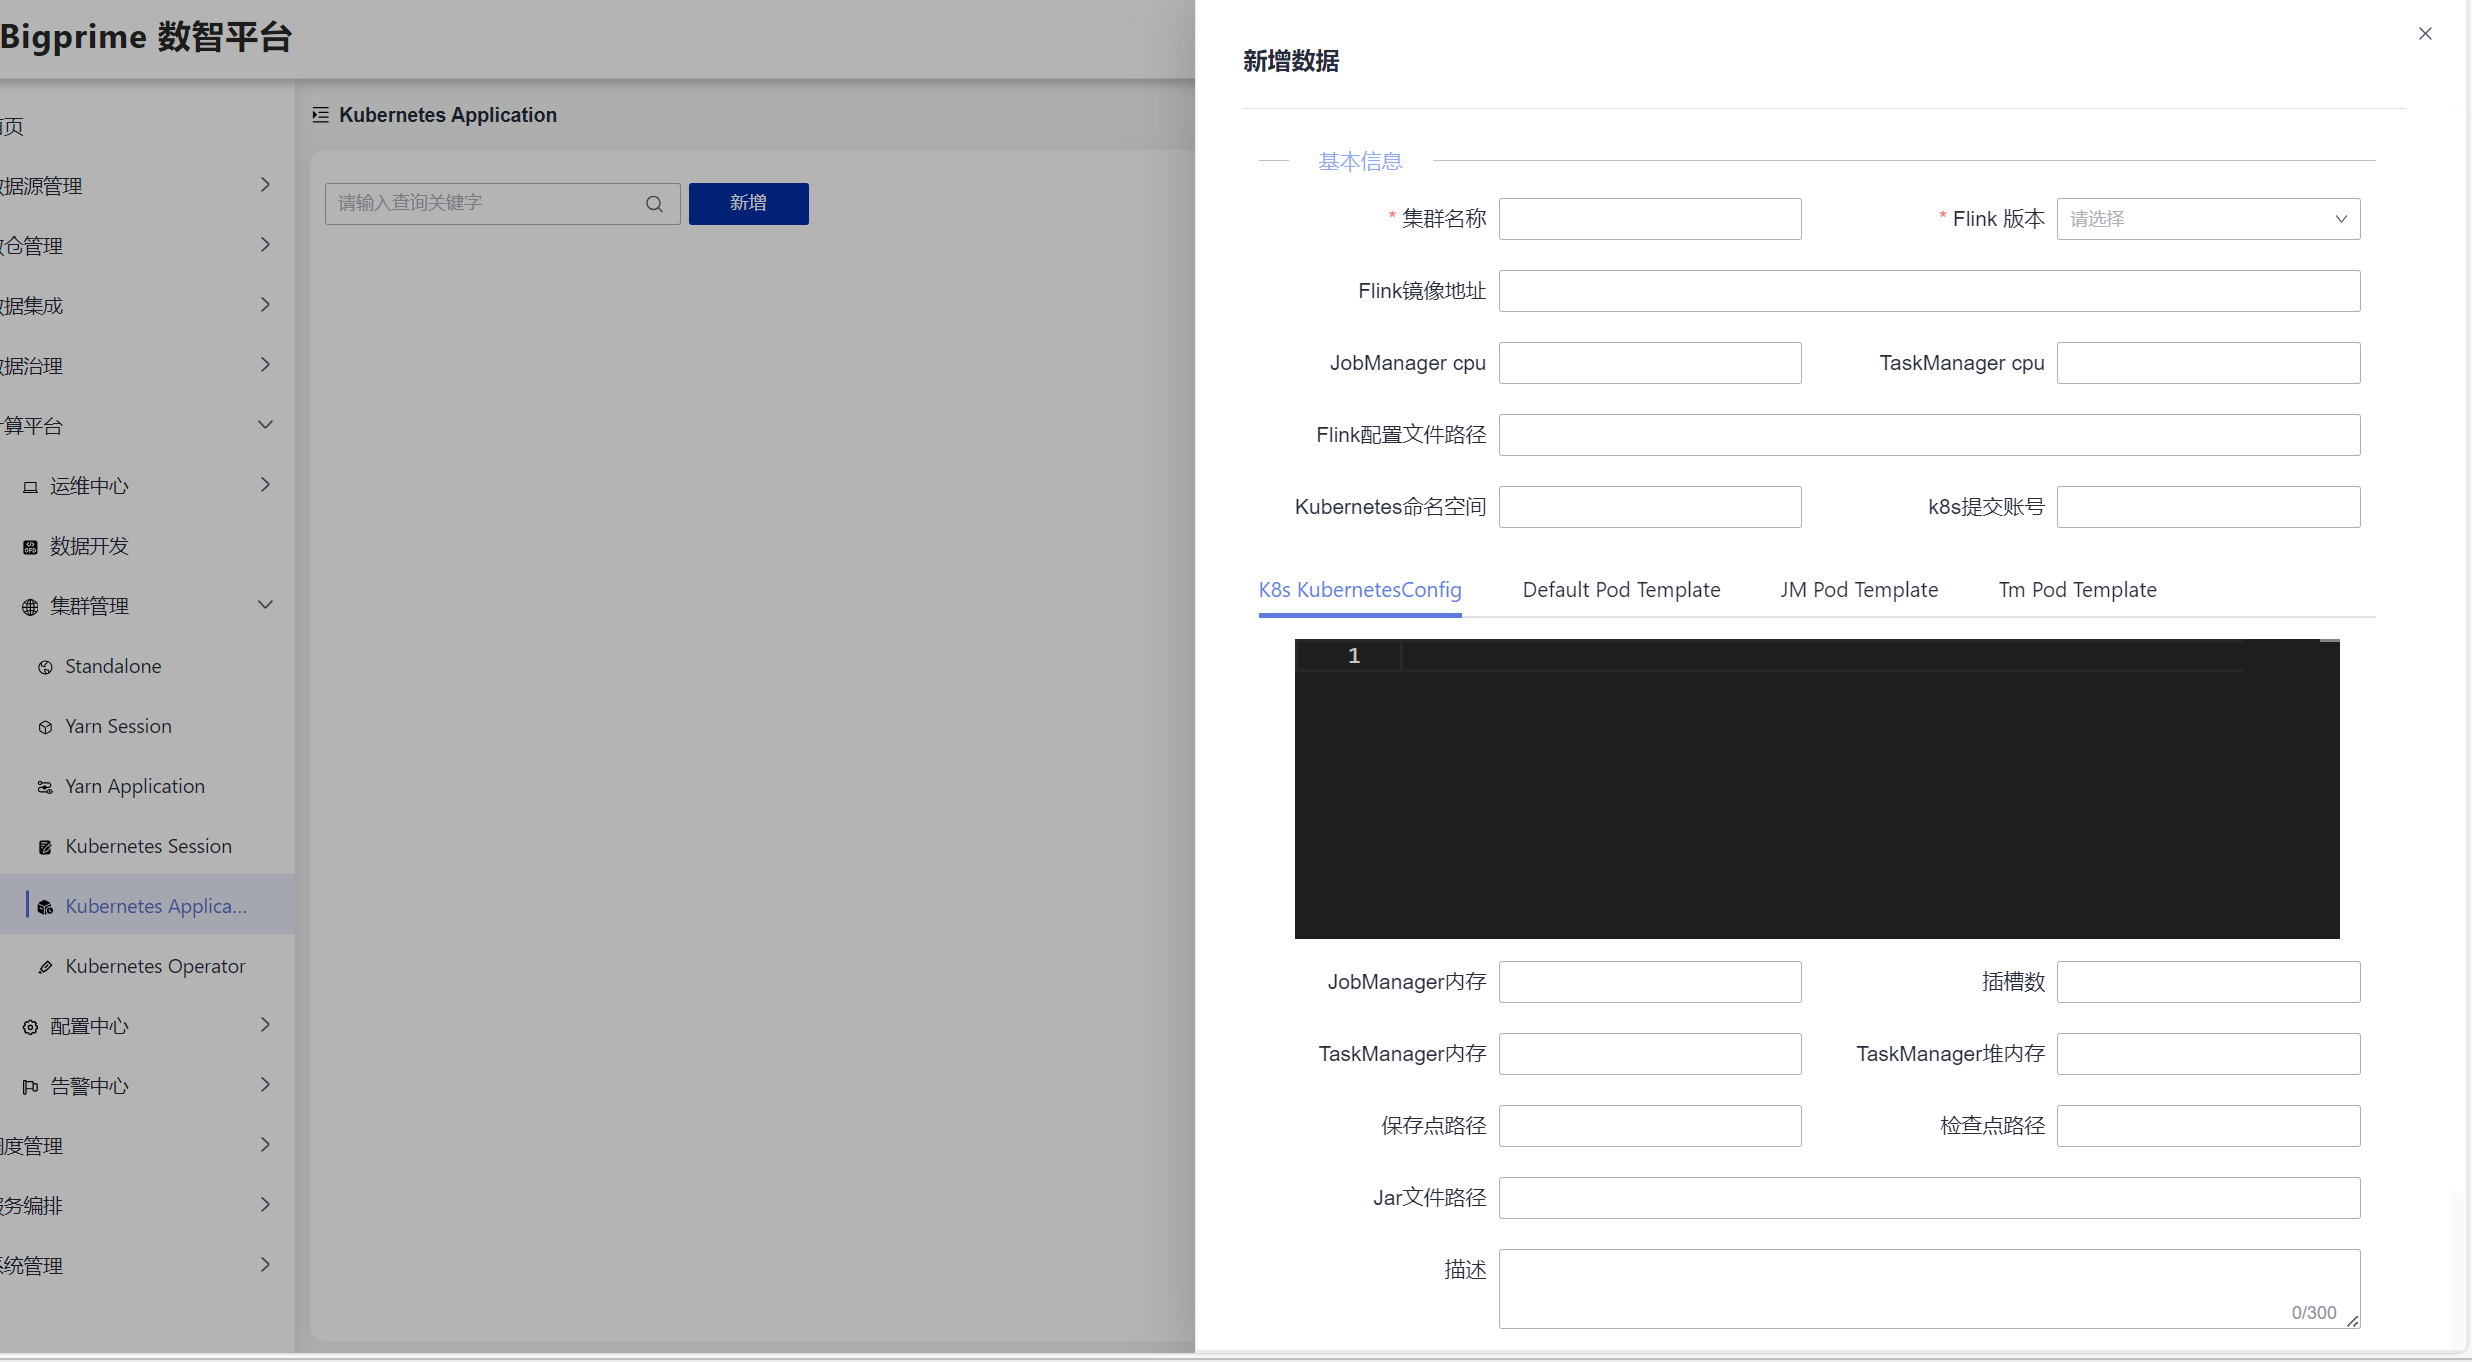 Bigprime 数智平台
页
据源管理
仓管理
据集成
据治理
算平台
运维中心
数据开发
集群管理
Standalone
Yarn Session
Yarn Application
Kubernetes Session
Kubernetes Applica...
Kubernetes Operator
配置中心
告警中心
度管理
务编排
统管理
Kubernetes Application
请输入查询关键字
新增
新增数据
基本信息
* 集群名称
* Flink 版本 请选择
Flink镜像地址
JobManager cpu
TaskManager cpu
Flink配置文件路径
Kubernetes命名空间
k8s提交账号
K8s KubernetesConfig Default Pod Template JM Pod Template Tm Pod Template
1
JobManager内存
插槽数
TaskManager内存
TaskManager堆内存
保存点路径
检查点路径
Jar文件路径
描述
0/300